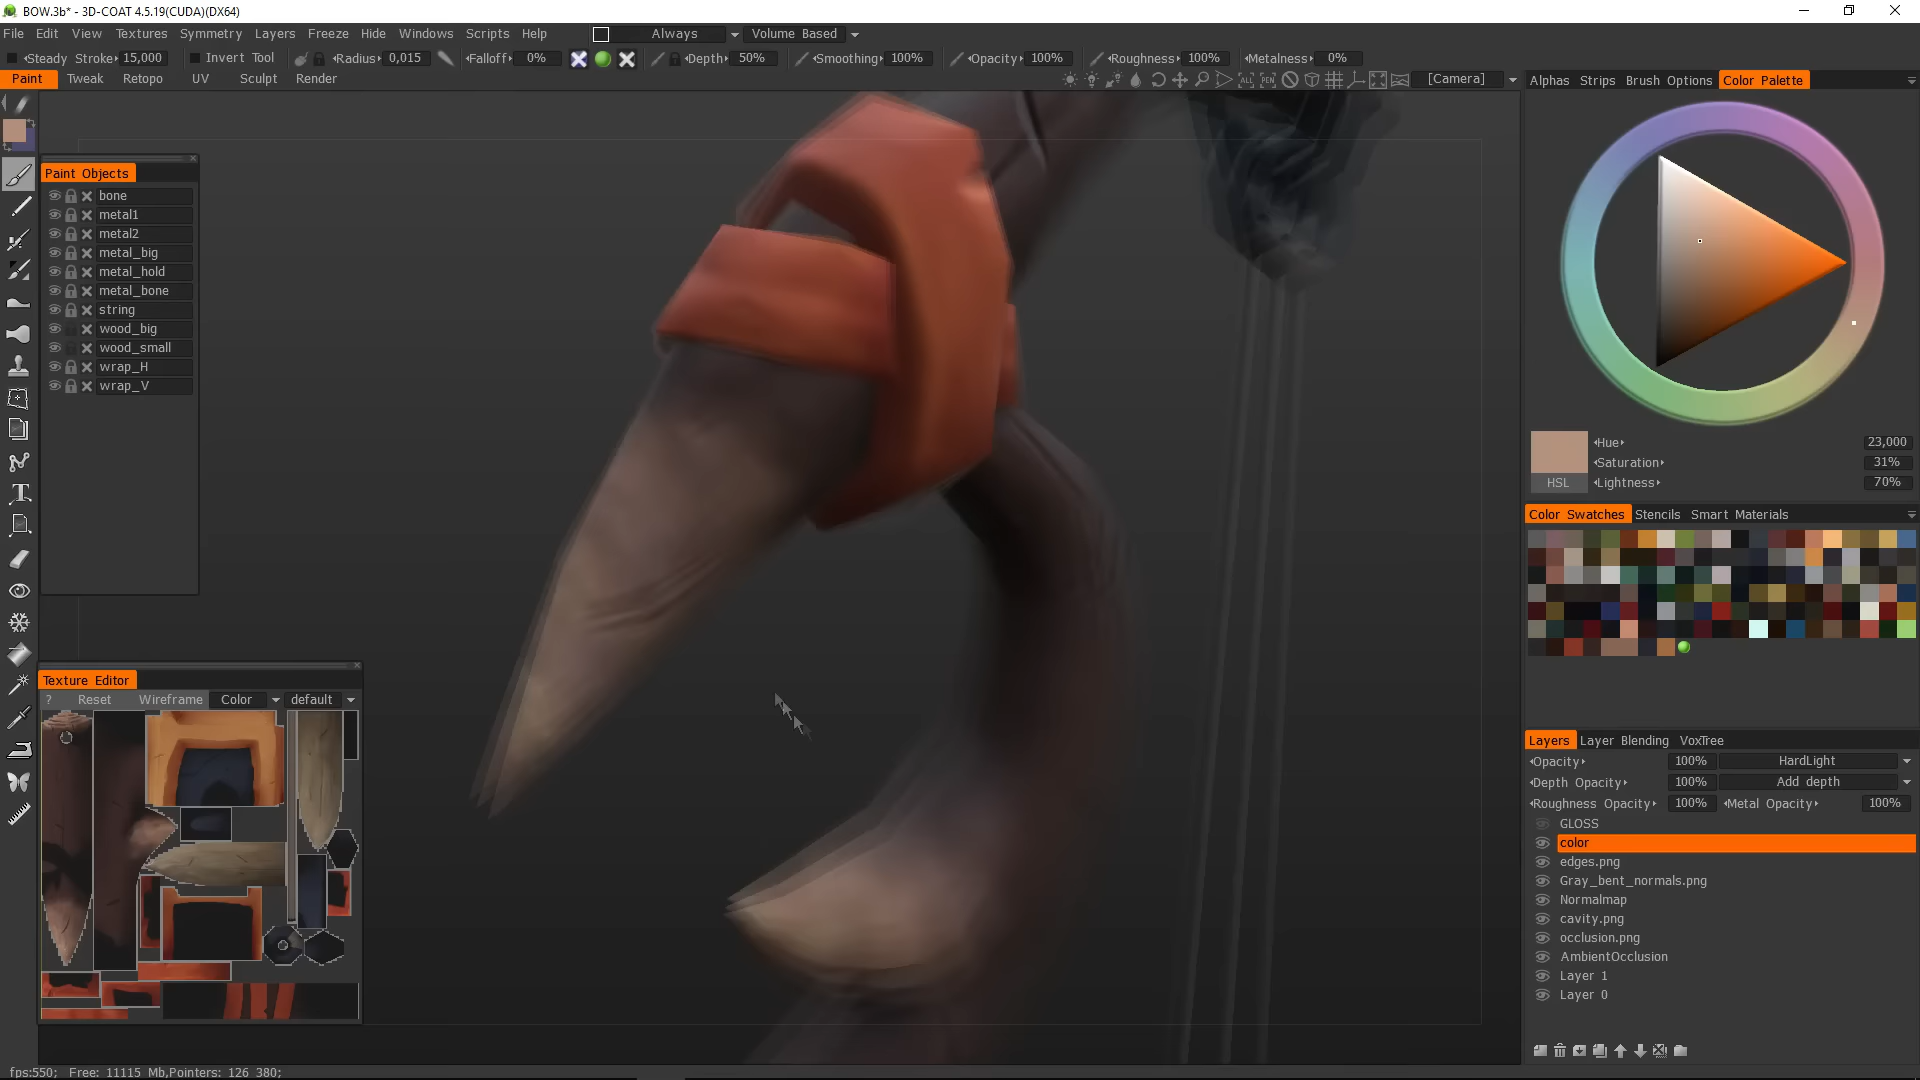 BOW.3b* - 3D-COAT 4.5.19(CUDA)(DX64)
File Edit View Textures Symmetry Layers Freeze Hide Windows Scripts Help Always Volume Based
Steady Stroke 15,000 Invert Tool Radius 0,015 Falloff 0% Depth 50% Smoothing 100% Opacity 100% Roughness 100% Metalness 0%
Paint Tweak Retopo UV Sculpt Render [Camera] Alphas Strips Brush Options Color Palette
Paint Objects
bone
metal1
metal2
metal_big
metal_hold
metal_bone
string
wood_big
wood_small
wrap_H
wrap_V
Hue 23,000
Saturation 31%
HSL Lightness 70%
Color Swatches Stencils Smart Materials
Texture Editor
? Reset Wireframe Color default
Layers Layer Blending VoxTree
Opacity 100% HardLight
Depth Opacity 100% Add depth
Roughness Opacity 100% Metal Opacity 100%
GLOSS
color
edges.png
Gray_bent_normals.png
Normalmap
cavity.png
occlusion.png
AmbientOcclusion
Layer 1
Layer 0
fps:550; Free: 11115 Mb,Pointers: 126 380;